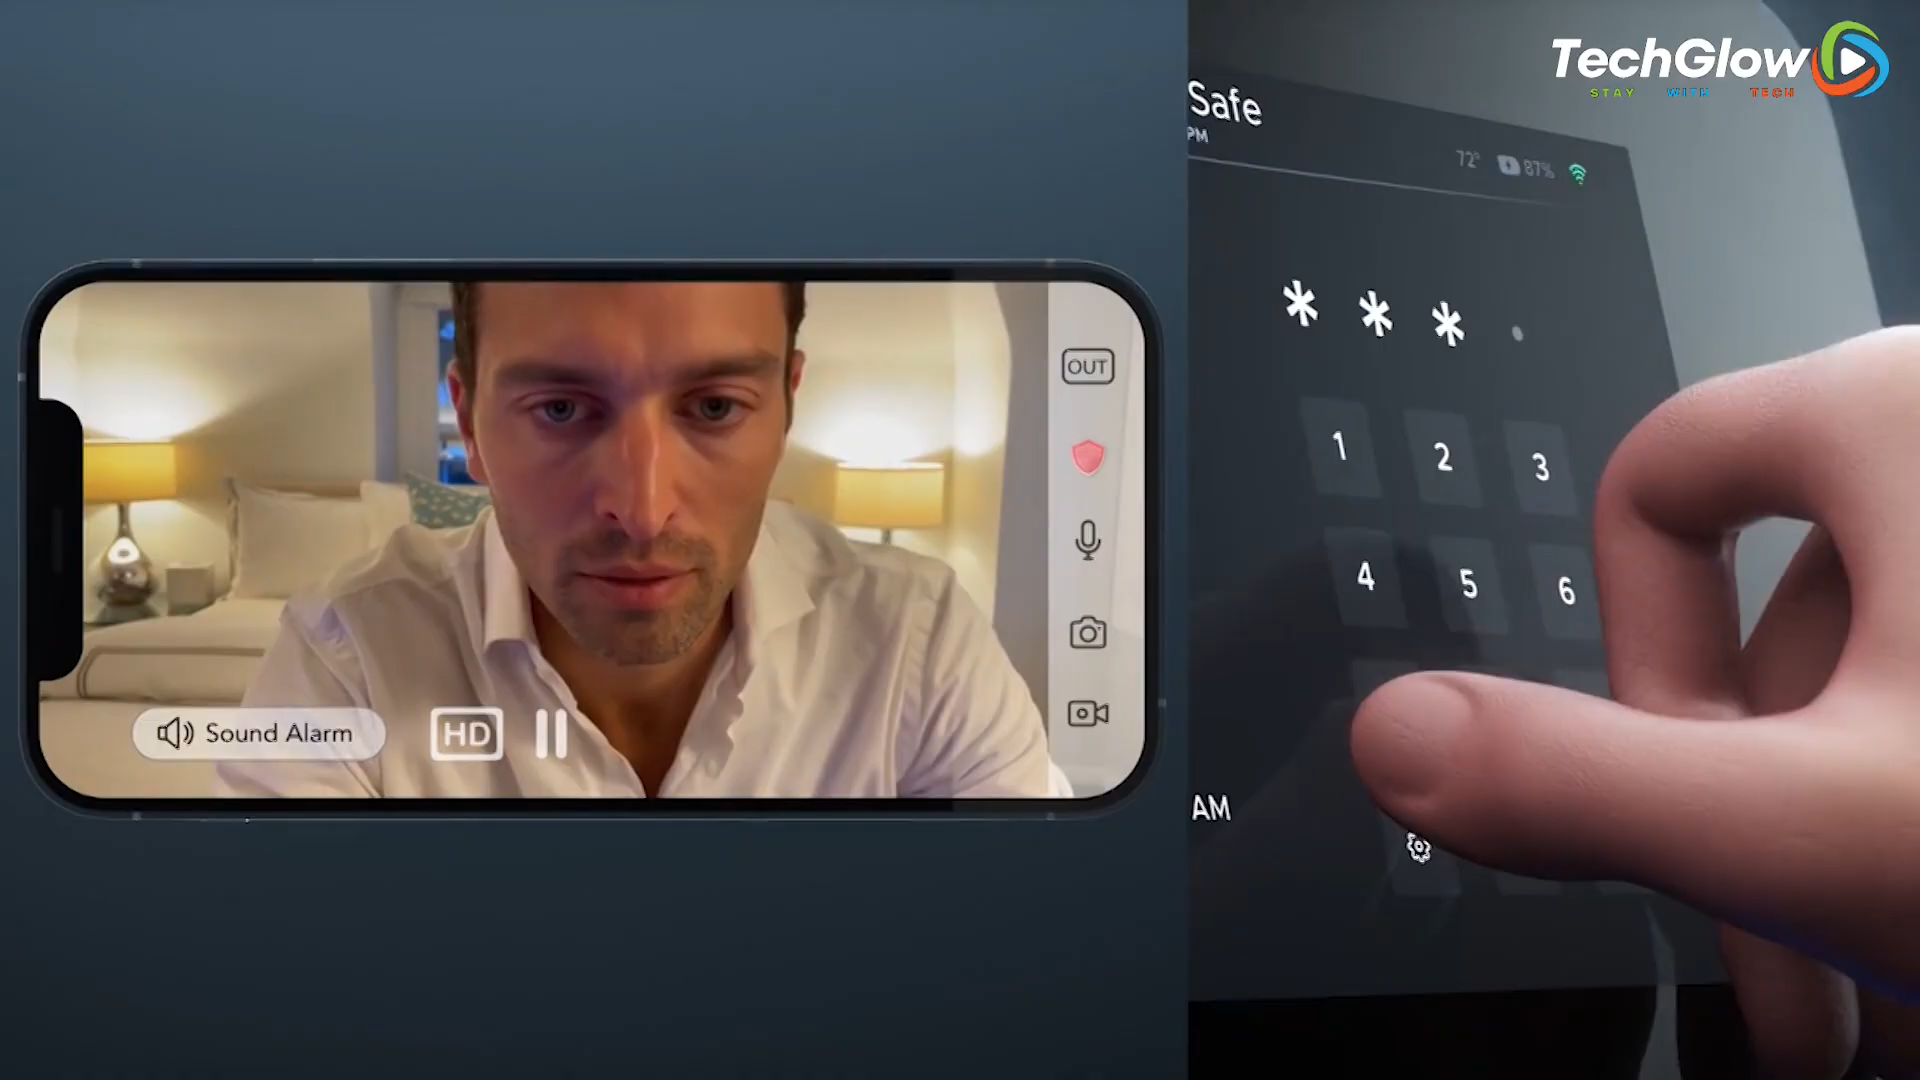 TechGlow
STAY WITH TECH
Safe
PM
72° 87%
* * *
1 2 3
4 5 6
AM
OUT
Sound Alarm
HD